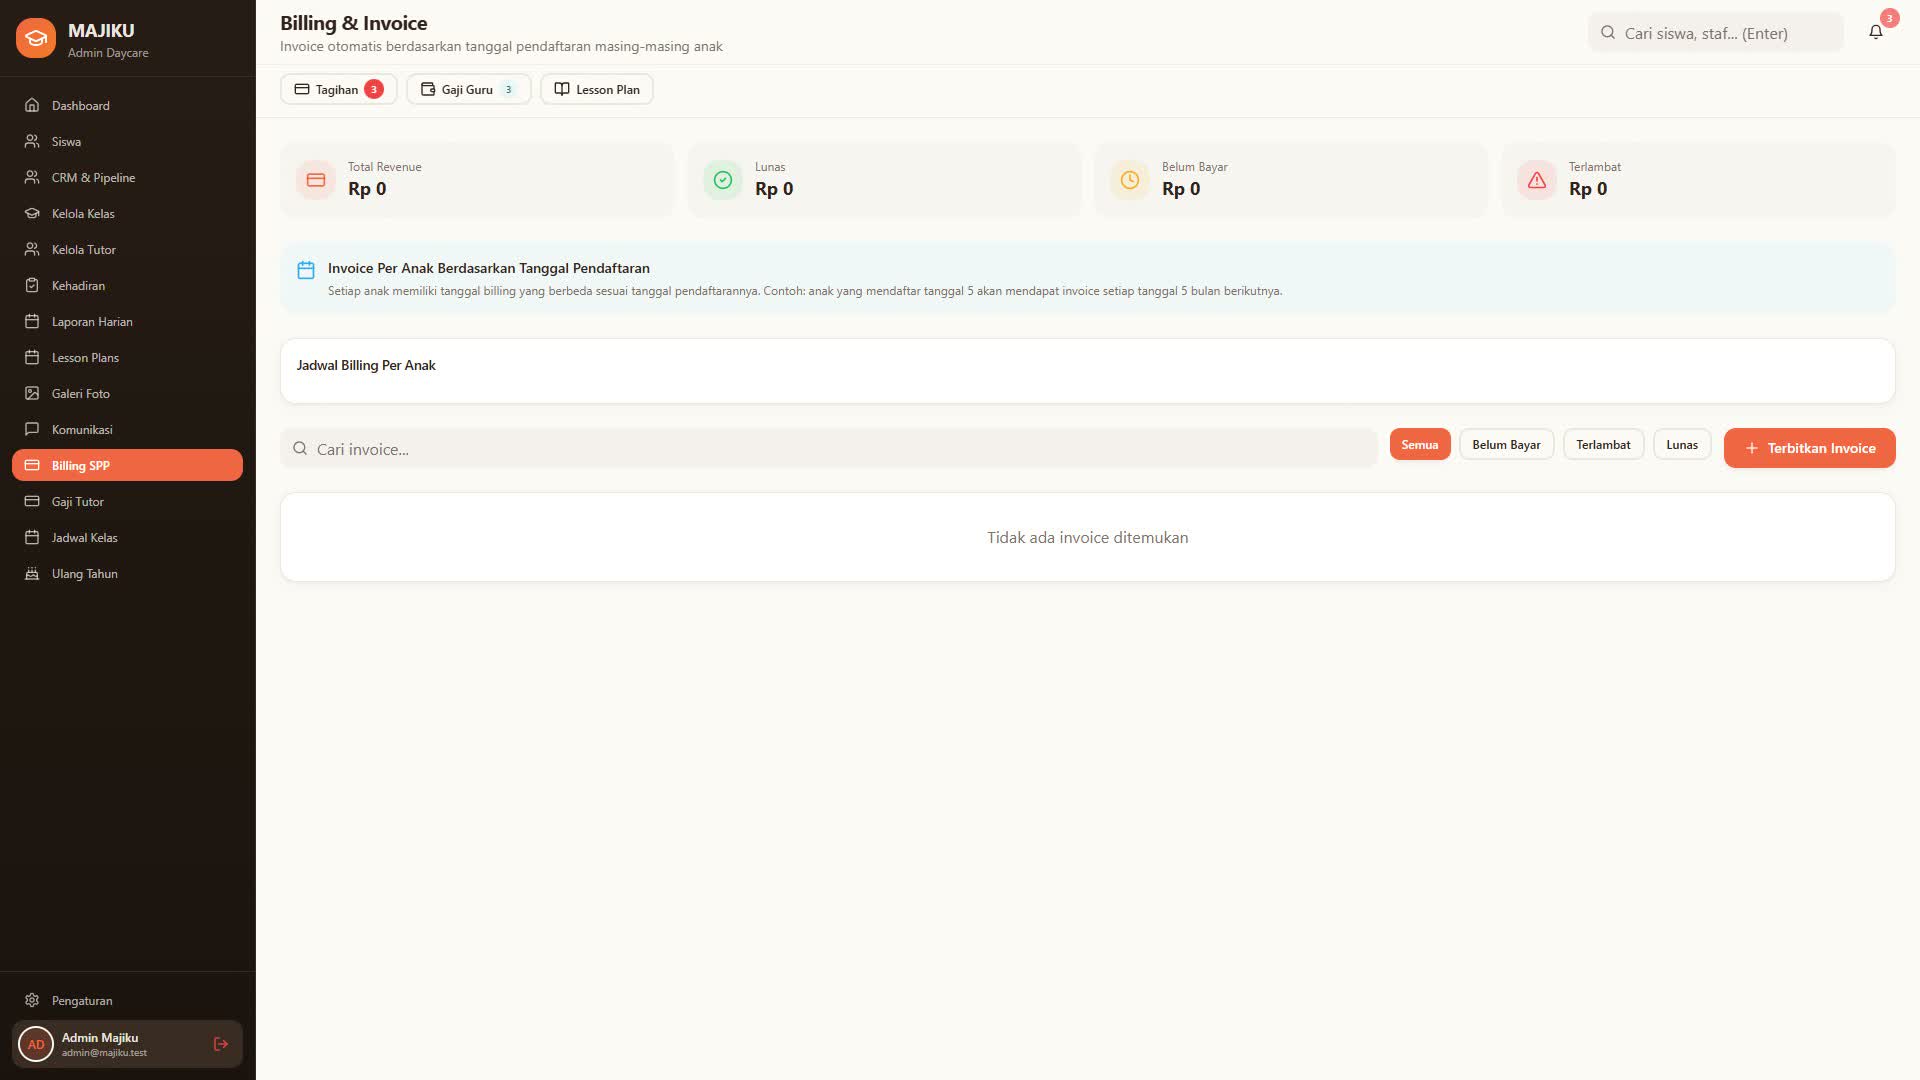 MAJIKU
Admin Daycare
Dashboard
Siswa
CRM & Pipeline
Kelola Kelas
Kelola Tutor
Kehadiran
Laporan Harian
Lesson Plans
Galeri Foto
Komunikasi
Billing SPP
Gaji Tutor
Jadwal Kelas
Ulang Tahun
Pengaturan
AD
Admin Majiku
admin@majiku.test
Billing & Invoice
Invoice otomatis berdasarkan tanggal pendaftaran masing-masing anak
Cari siswa, staf... (Enter)
3
Tagihan 3
Gaji Guru 3
Lesson Plan
Total Revenue
Rp 0
Lunas
Rp 0
Belum Bayar
Rp 0
Terlambat
Rp 0
Invoice Per Anak Berdasarkan Tanggal Pendaftaran
Setiap anak memiliki tanggal billing yang berbeda sesuai tanggal pendaftarannya. Contoh: anak yang mendaftar tanggal 5 akan mendapat invoice setiap tanggal 5 bulan berikutnya.
Jadwal Billing Per Anak
Cari invoice...
Semua
Belum Bayar
Terlambat
Lunas
+ Terbitkan Invoice
Tidak ada invoice ditemukan